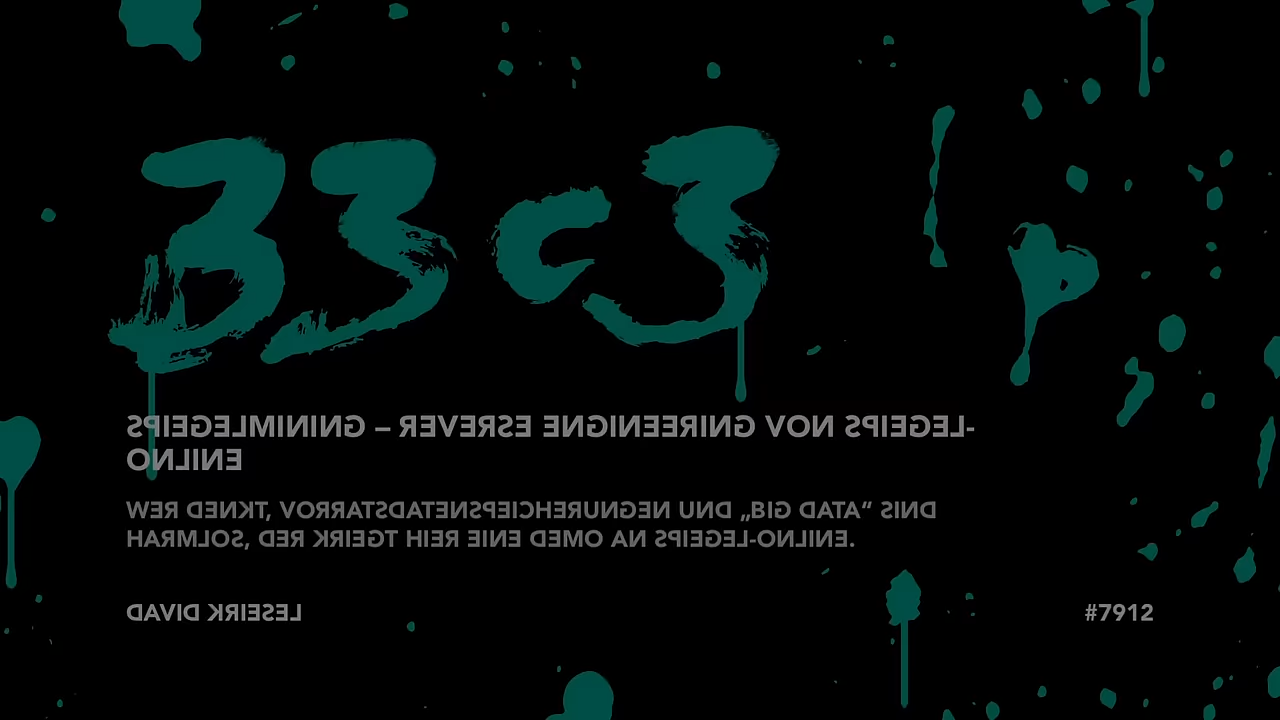 33c3
SPIEGELMINING – REVERSE ENGINEERING VON SPIEGEL-
ONLINE
WER DENKT, VORRATSDATENSPEICHERUNGEN UND „BIG DATA“ SIND
HARMLOS, DER KRIEGT HIER EINE DEMO AN SPIEGEL-ONLINE.
DAVID KRIESEL
#7912